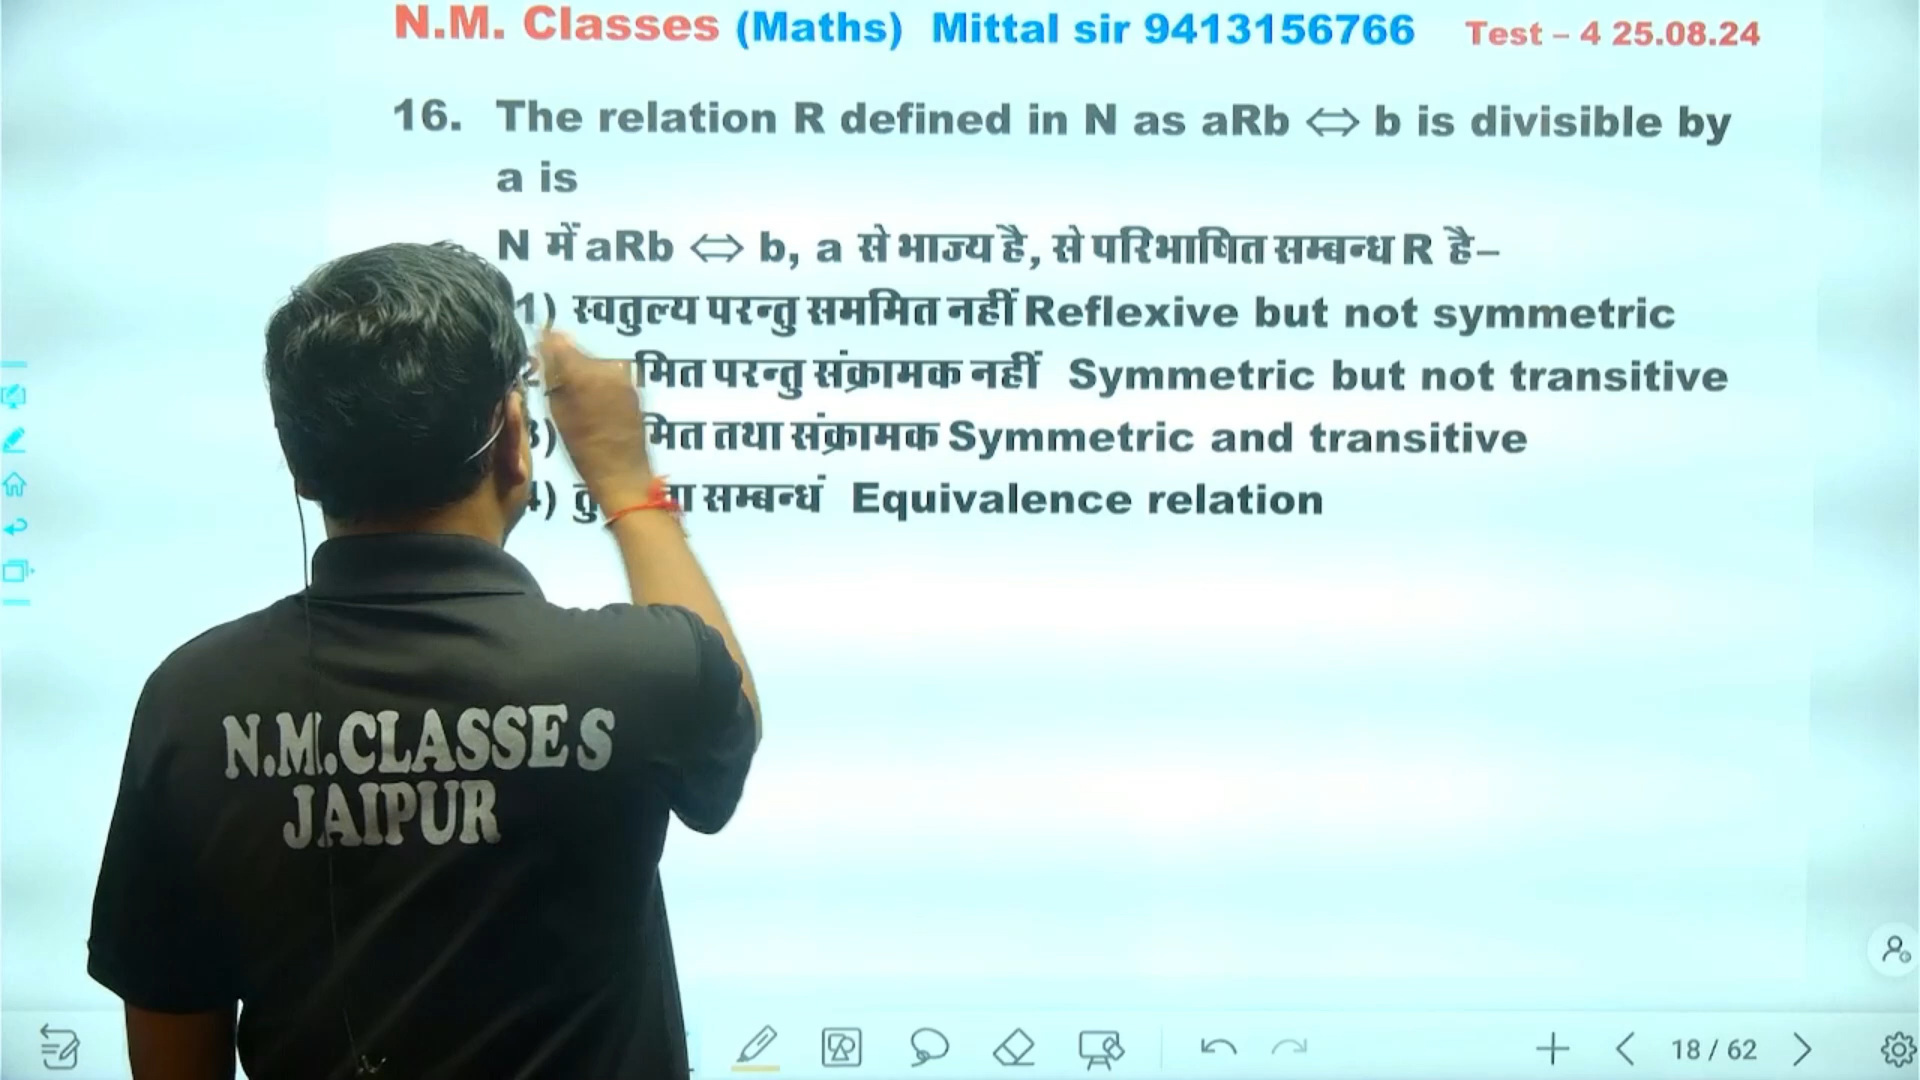 N.M. Classes (Maths) Mittal sir 9413156766 Test – 4 25.08.24
16. The relation R defined in N as aRb ⇔ b is divisible by
a is
N में aRb ⇔ b, a से भाज्य है, से परिभाषित सम्बन्ध R है–
1) स्वतुल्य परन्तु सममित नहीं Reflexive but not symmetric
परन्तु संक्रामक नहीं Symmetric but not transitive
तथा संक्रामक Symmetric and transitive
सम्बन्धं Equivalence relation
N.M.CLASSES
JAIPUR
18 / 62